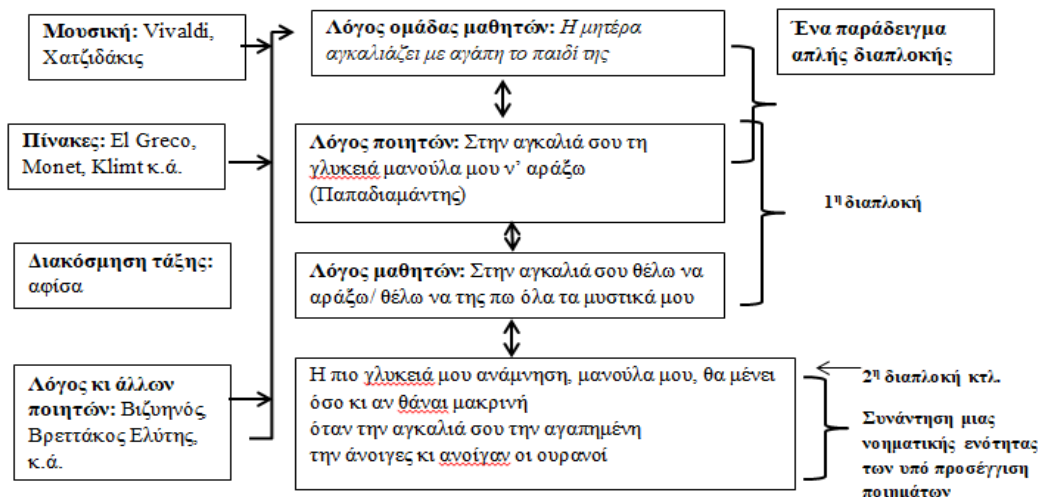 Μουσική: Vivaldi,
Χατζιδάκις
Πίνακες: El Greco,
Monet, Klimt κ.ά.
Διακόσμηση τάξης:
αφίσα
Λόγος κι άλλων
ποιητών: Βιζυηνός,
Βρεττάκος Ελύτης,
κ.ά.
Λόγος ομάδας μαθητών: Η μητέρα
αγκαλιάζει με αγάπη το παιδί της
Λόγος ποιητών: Στην αγκαλιά σου τη
γλυκειά μανούλα μου ν’ αράξω
(Παπαδιαμάντης)
Λόγος μαθητών: Στην αγκαλιά σου θέλω να
αράξω/ θέλω να της πω όλα τα μυστικά μου
Η πιο γλυκειά μου ανάμνηση, μανούλα μου, θα μένει
όσο κι αν θάναι μακρινή
όταν την αγκαλιά σου την αγαπημένη
την άνοιγες κι ανοίγαν οι ουρανοί
Ένα παράδειγμα
απλής διαπλοκής
1η διαπλοκή
2η διαπλοκή κτλ.
Συνάντηση μιας
νοηματικής ενότητας
των υπό προσέγγιση
ποιημάτων